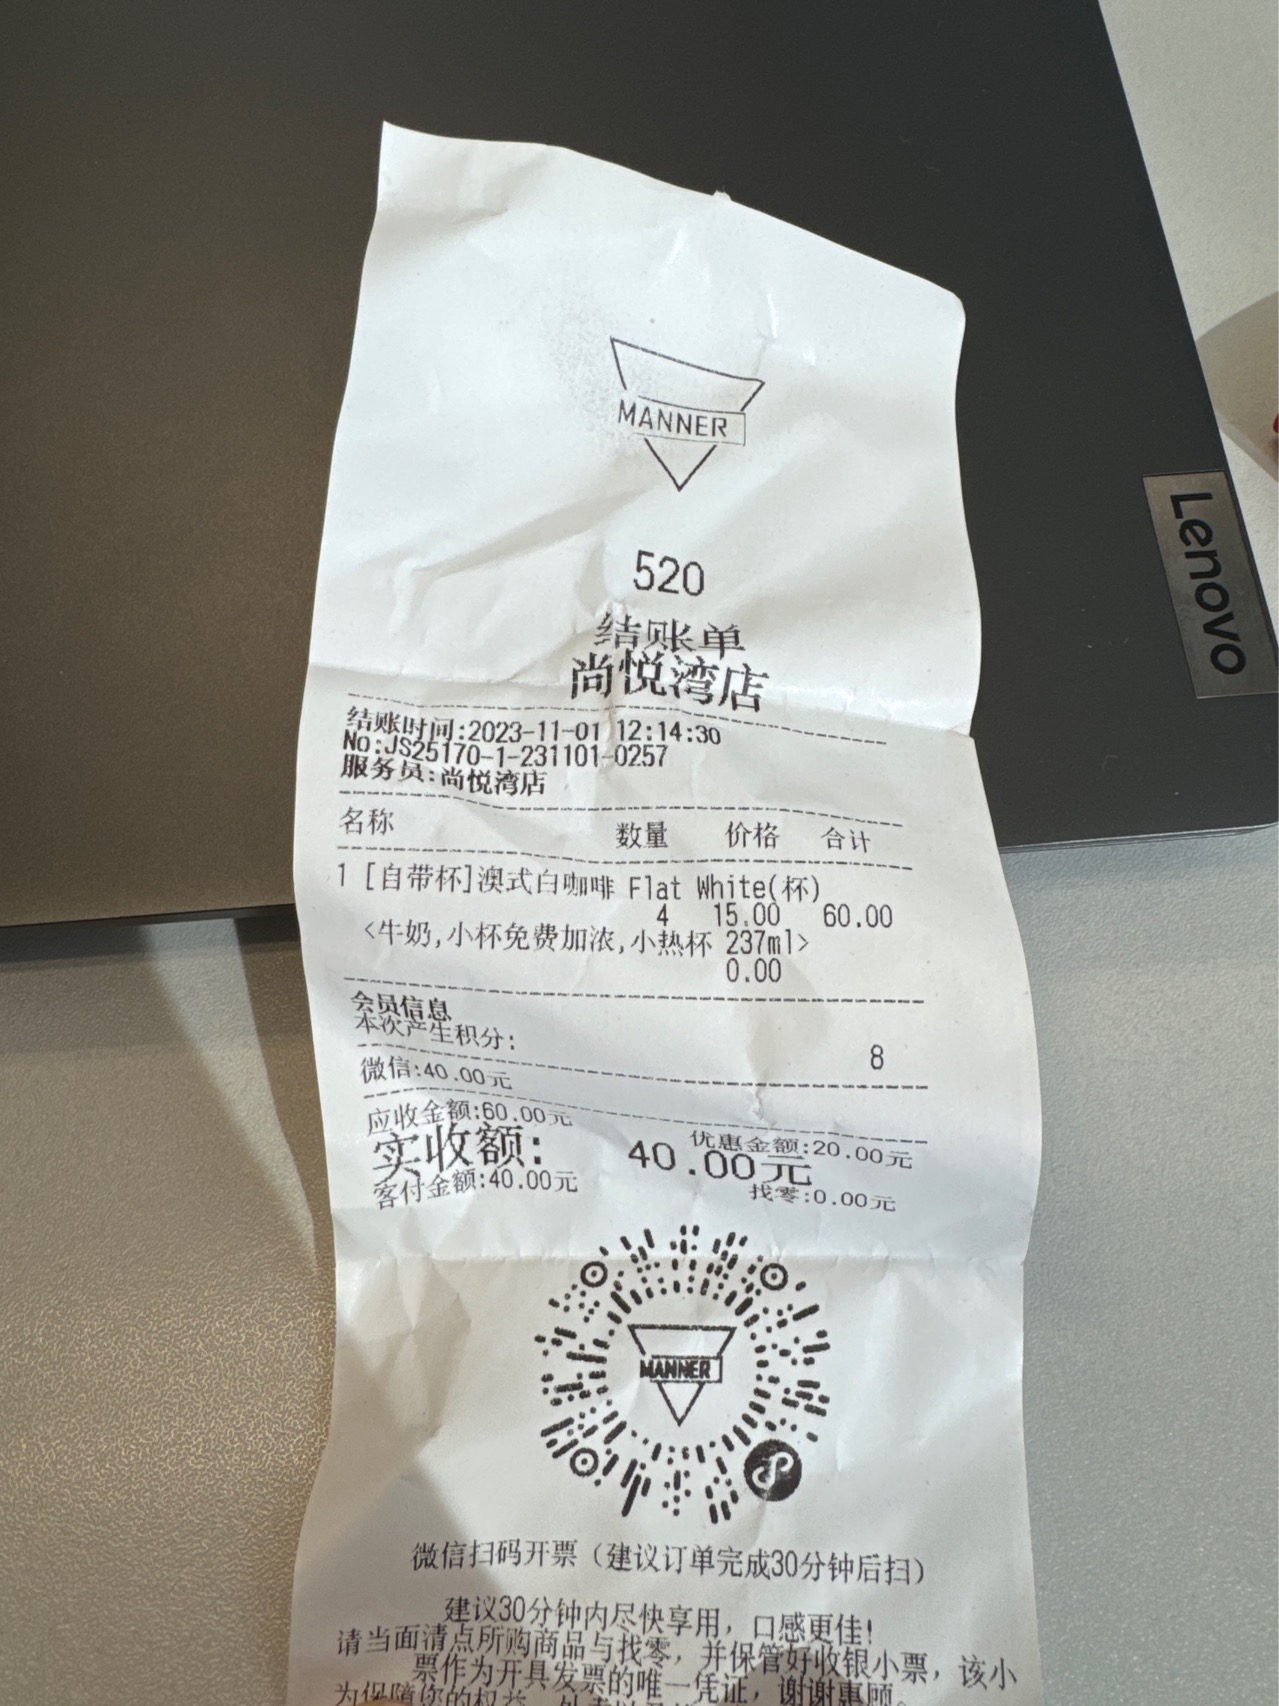 MANNER
520
结账单
尚悦湾店
结账时间:2023-11-01 12:14:30
No:JS25170-1-231101-0257
服务员:尚悦湾店
名称 数量 价格 合计
1 [自带杯]澳式白咖啡 Flat White(杯)
4 15.00 60.00
<牛奶,小杯免费加浓,小热杯 237ml>
0.00
会员信息
本次产生积分: 8
微信:40.00元
应收金额:60.00元 优惠金额:20.00元
实收额: 40.00元
客付金额:40.00元 找零:0.00元
MANNER
微信扫码开票（建议订单完成30分钟后扫）
建议30分钟内尽快享用，口感更佳!
请当面清点所购商品与找零，并保管好收银小票，该小
票作为开具发票的唯一凭证，谢谢惠顾。
为保障你的权益
Lenovo